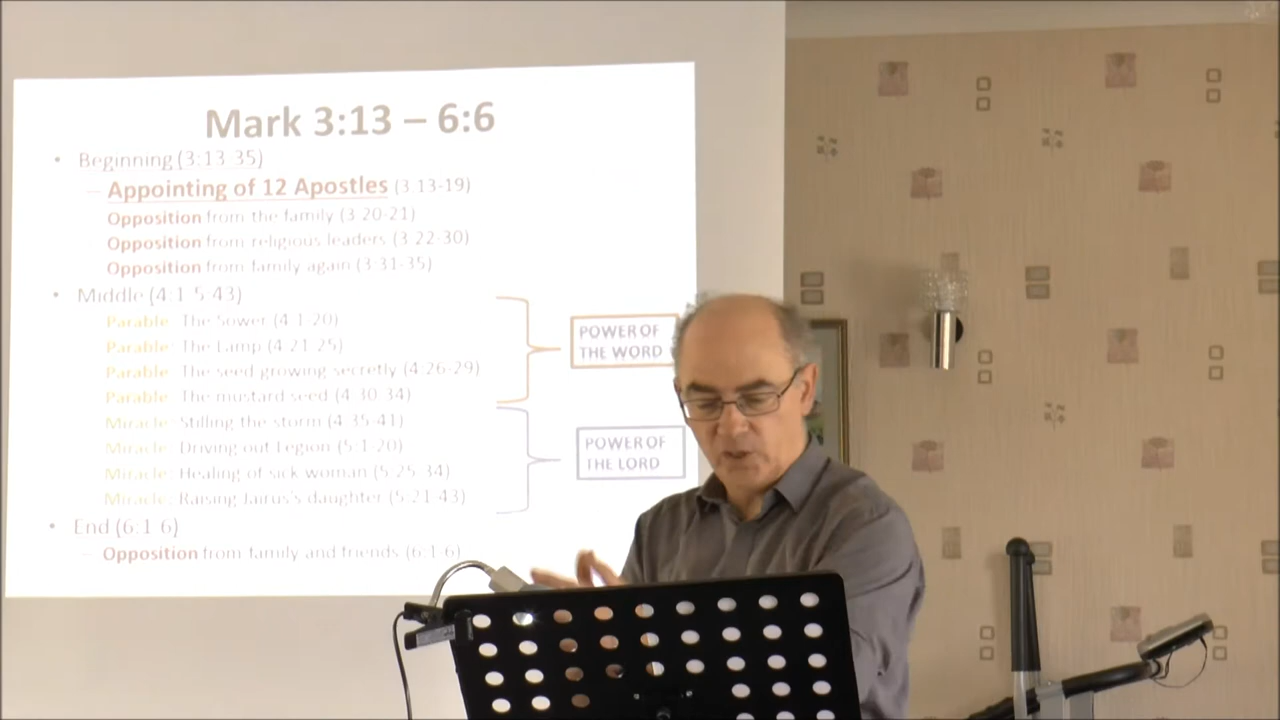 Mark 3:13 – 6:6
• Beginning (3:13-35)
– Appointing of 12 Apostles (3:13-19)
Opposition from the family (3:20-21)
Opposition from religious leaders (3:22-30)
Opposition from family again (3:31-35)
• Middle (4:1-5:43)
Parable: The Sower (4:1-20)
Parable: The Lamp (4:21-25)
Parable: The seed growing secretly (4:26-29)
Parable: The mustard seed (4:30-34)
POWER OF
THE WORD
Miracle: Stilling the storm (4:35-41)
Miracle: Driving out Legion (5:1-20)
Miracle: Healing of sick woman (5:25-34)
Miracle: Raising Jairus's daughter (5:21-43)
POWER OF
THE LORD
• End (6:1-6)
– Opposition from family and friends (6:1-6)